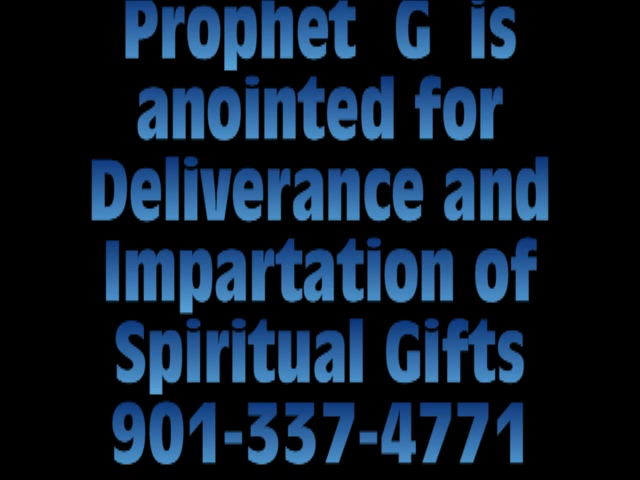 Prophet G is
anointed for
Deliverance and
Impartation of
Spiritual Gifts
901-337-4771